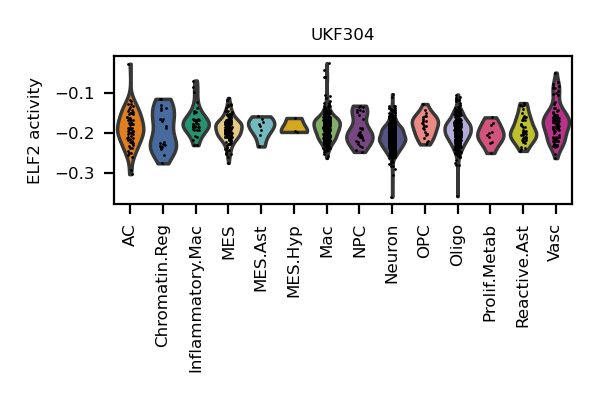 UKF304
ELF2 activity
−0.1
−0.2
−0.3
AC
Chromatin.Reg
Inflammatory.Mac
MES
MES.Ast
MES.Hyp
Mac
NPC
Neuron
OPC
Oligo
Prolif.Metab
Reactive.Ast
Vasc